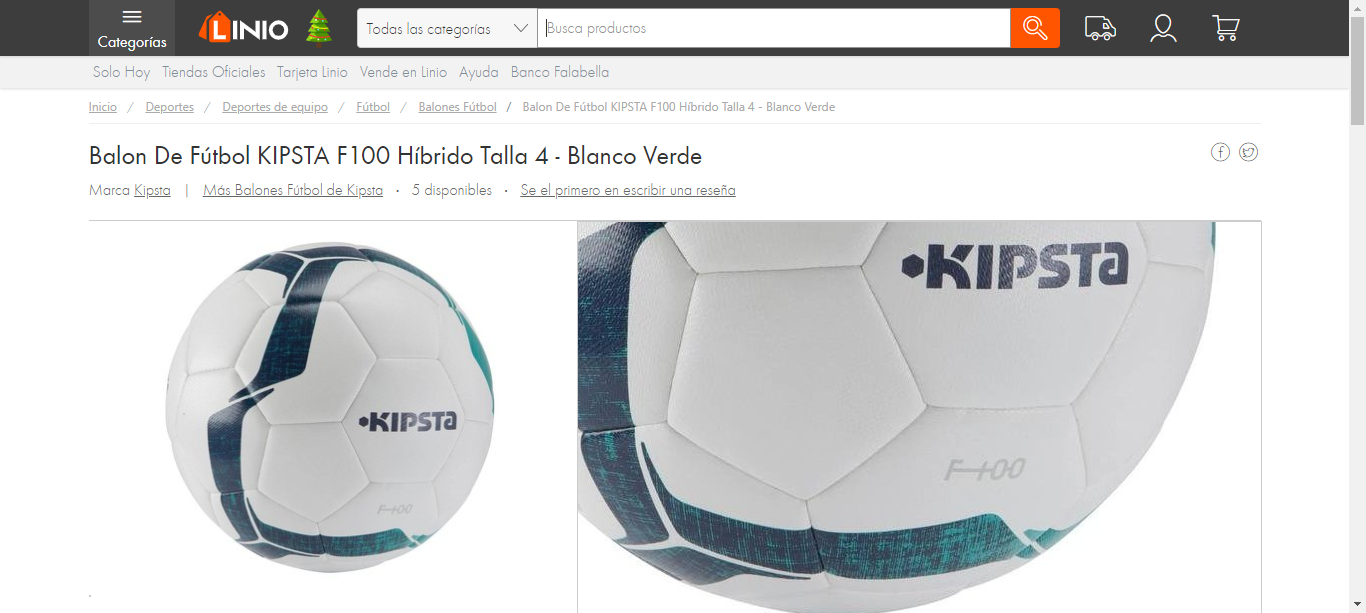 Categorías
LINIO
Todas las categorías
Busca productos
Solo Hoy Tiendas Oficiales Tarjeta Linio Vende en Linio Ayuda Banco Falabella
Inicio / Deportes / Deportes de equipo / Fútbol / Balones Fútbol / Balon De Fútbol KIPSTA F100 Híbrido Talla 4 - Blanco Verde
Balon De Fútbol KIPSTA F100 Híbrido Talla 4 - Blanco Verde
Marca Kipsta | Más Balones Fútbol de Kipsta · 5 disponibles · Se el primero en escribir una reseña
KIPSTA
F100
KIPSTA
F100